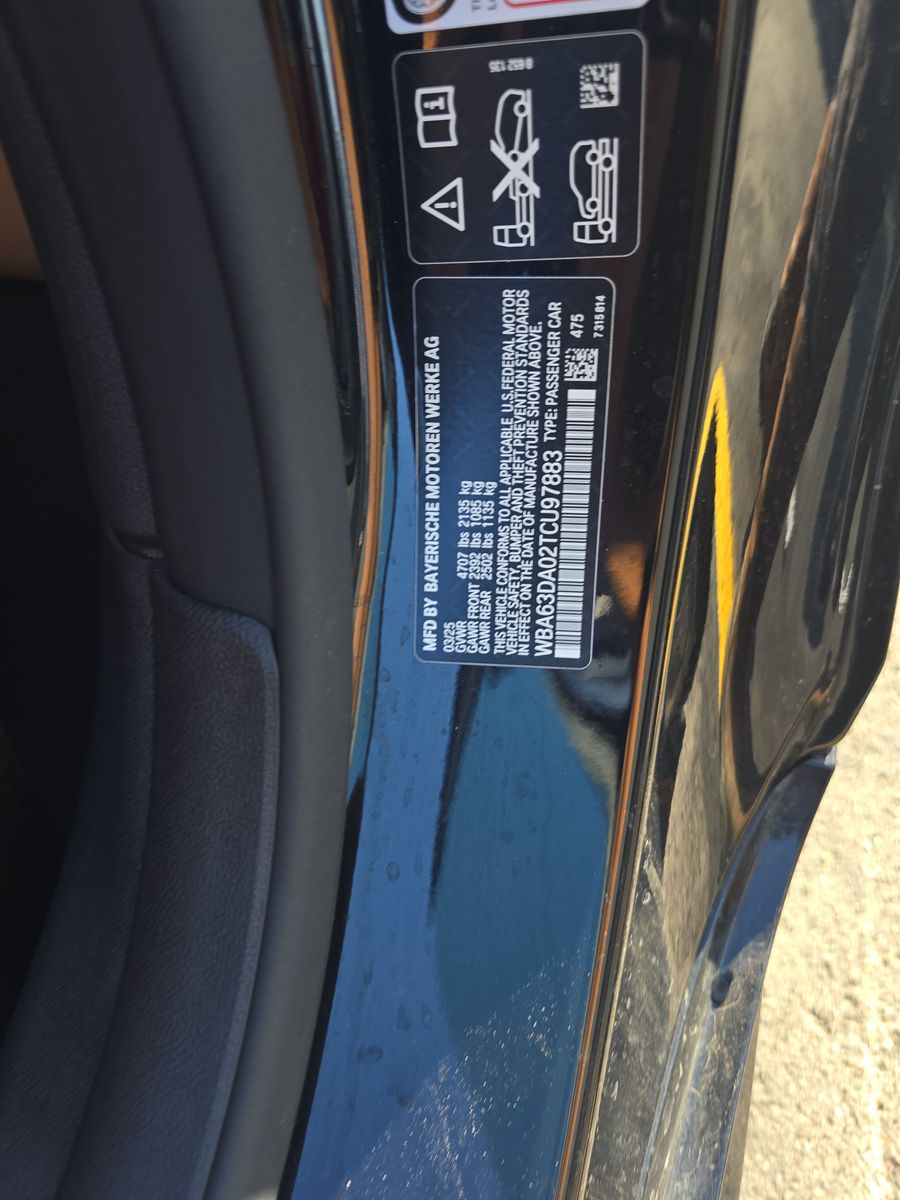 B 652 135
MFD BY BAYERISCHE MOTOREN WERKE AG
03/25
GVWR 4707 lbs 2135 kg
GAWR FRONT 2392 lbs 1085 kg
GAWR REAR 2502 lbs 1135 kg
THIS VEHICLE CONFORMS TO ALL APPLICABLE U.S.FEDERAL MOTOR
VEHICLE SAFETY, BUMPER AND THEFT PREVENTION STANDARDS
IN EFFECT ON THE DATE OF MANUFACTURE SHOWN ABOVE.
WBA63DA02TCU97883 TYPE: PASSENGER CAR
475
7 315 814